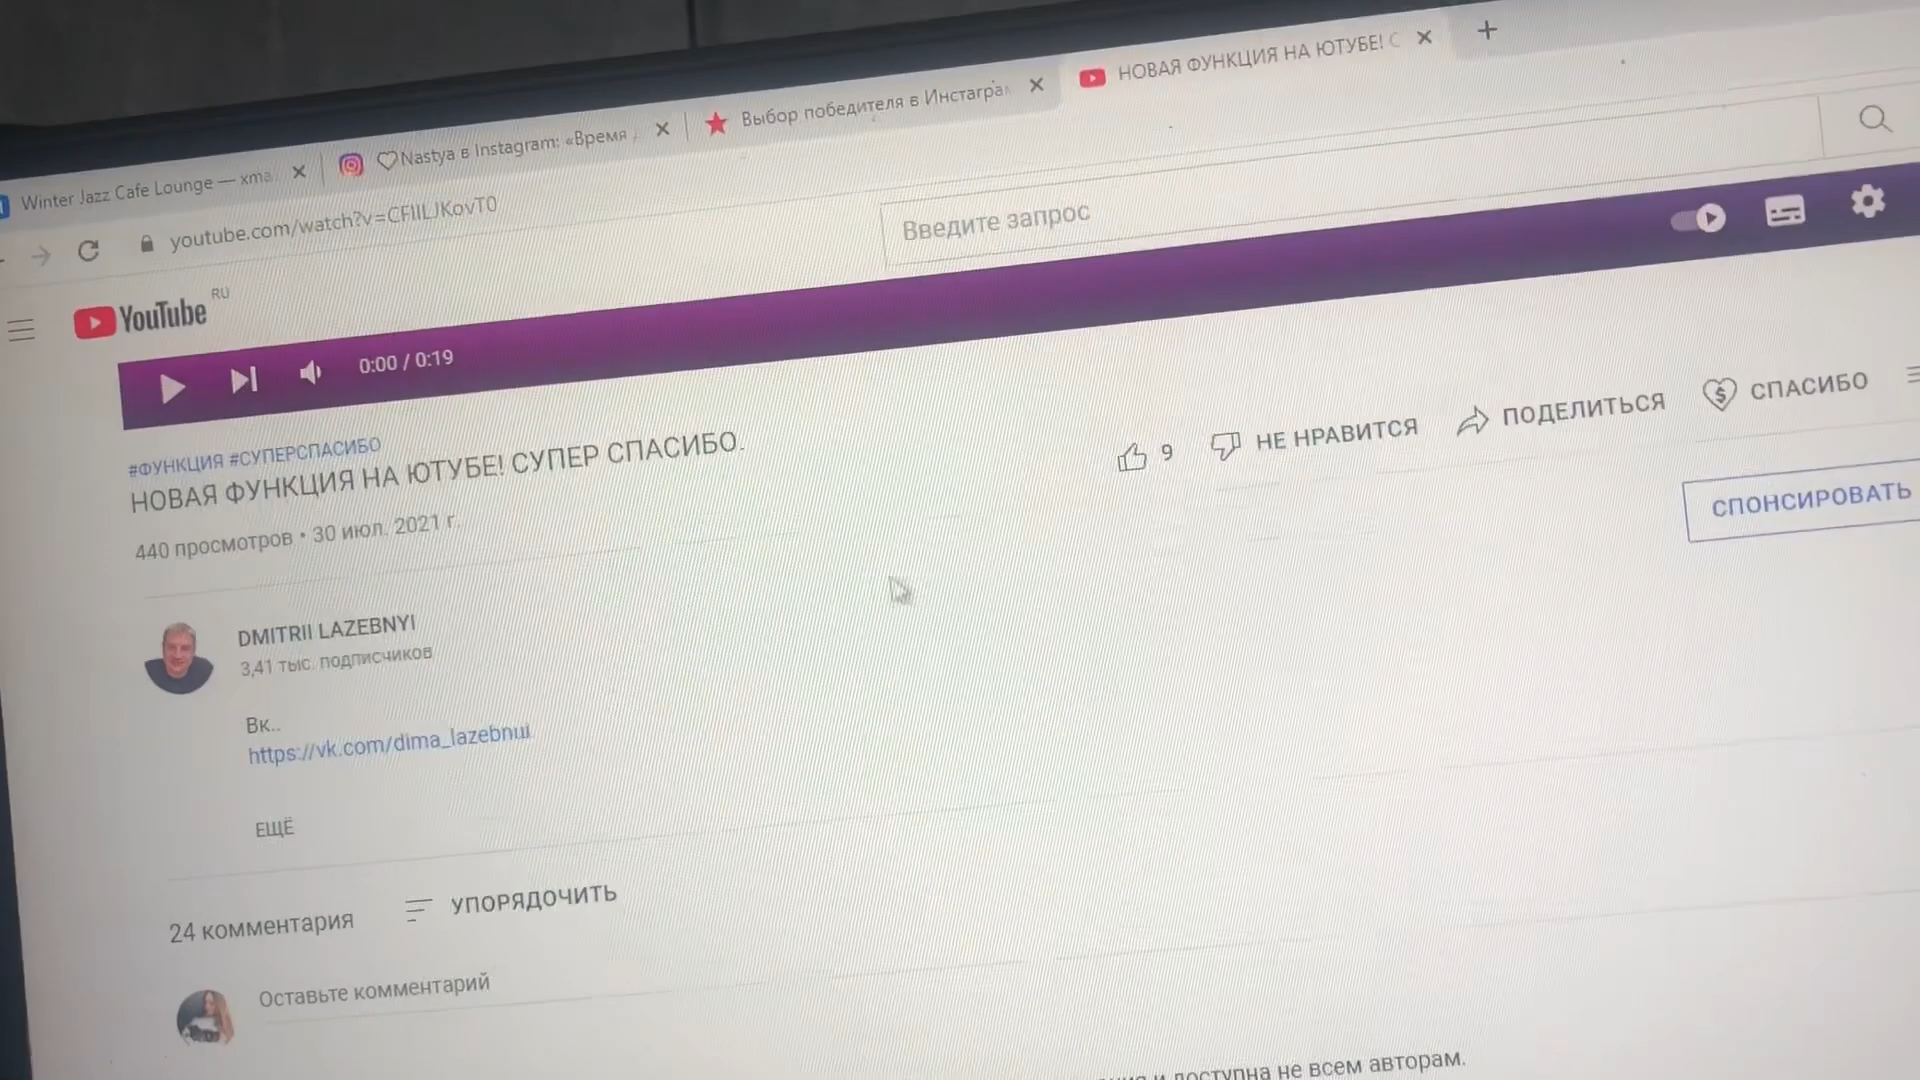 Winter Jazz Cafe Lounge — xma
♡Nastya в Instagram: «Время
Выбор победителя в Инстаграм
НОВАЯ ФУНКЦИЯ НА ЮТУБЕ! С
youtube.com/watch?v=CFIILJKovT0
YouTube RU
Введите запрос
0:00 / 0:19
#ФУНКЦИЯ #СУПЕРСПАСИБО
НОВАЯ ФУНКЦИЯ НА ЮТУБЕ! СУПЕР СПАСИБО.
440 просмотров • 30 июл. 2021 г.
9 НЕ НРАВИТСЯ ПОДЕЛИТЬСЯ СПАСИБО
СПОНСИРОВАТЬ
DMITRII LAZEBNYI
3,41 тыс. подписчиков
Вк..
https://vk.com/dima_lazebnui
ЕЩЁ
24 комментария УПОРЯДОЧИТЬ
Оставьте комментарий
и доступна не всем авторам.